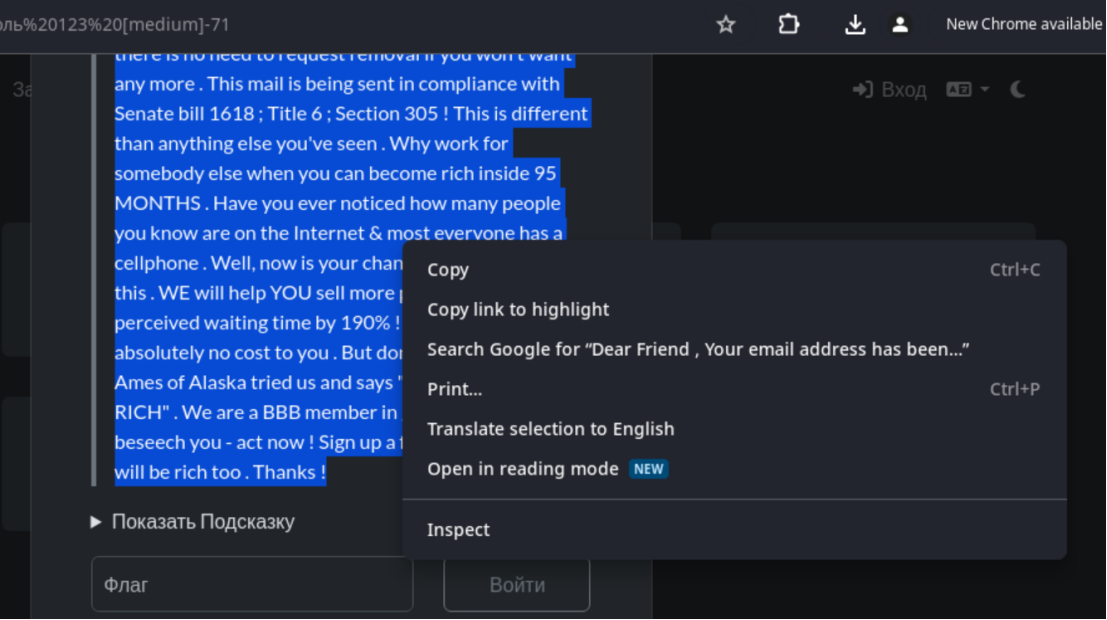 оль%20123%20[medium]-71
New Chrome available
there is no need to request removal if you won't want
any more . This mail is being sent in compliance with
Senate bill 1618 ; Title 6 ; Section 305 ! This is different
than anything else you've seen . Why work for
somebody else when you can become rich inside 95
MONTHS . Have you ever noticed how many people
you know are on the Internet & most everyone has a
cellphone . Well, now is your chan
this . WE will help YOU sell more
perceived waiting time by 190% !
absolutely no cost to you . But do
Ames of Alaska tried us and says "
RICH" . We are a BBB member in
beseech you - act now ! Sign up a f
will be rich too . Thanks !
За
Вход
Copy
Ctrl+C
Copy link to highlight
Search Google for “Dear Friend , Your email address has been...”
Print...
Ctrl+P
Translate selection to English
Open in reading mode NEW
Inspect
Показать Подсказку
Флаг
Войти